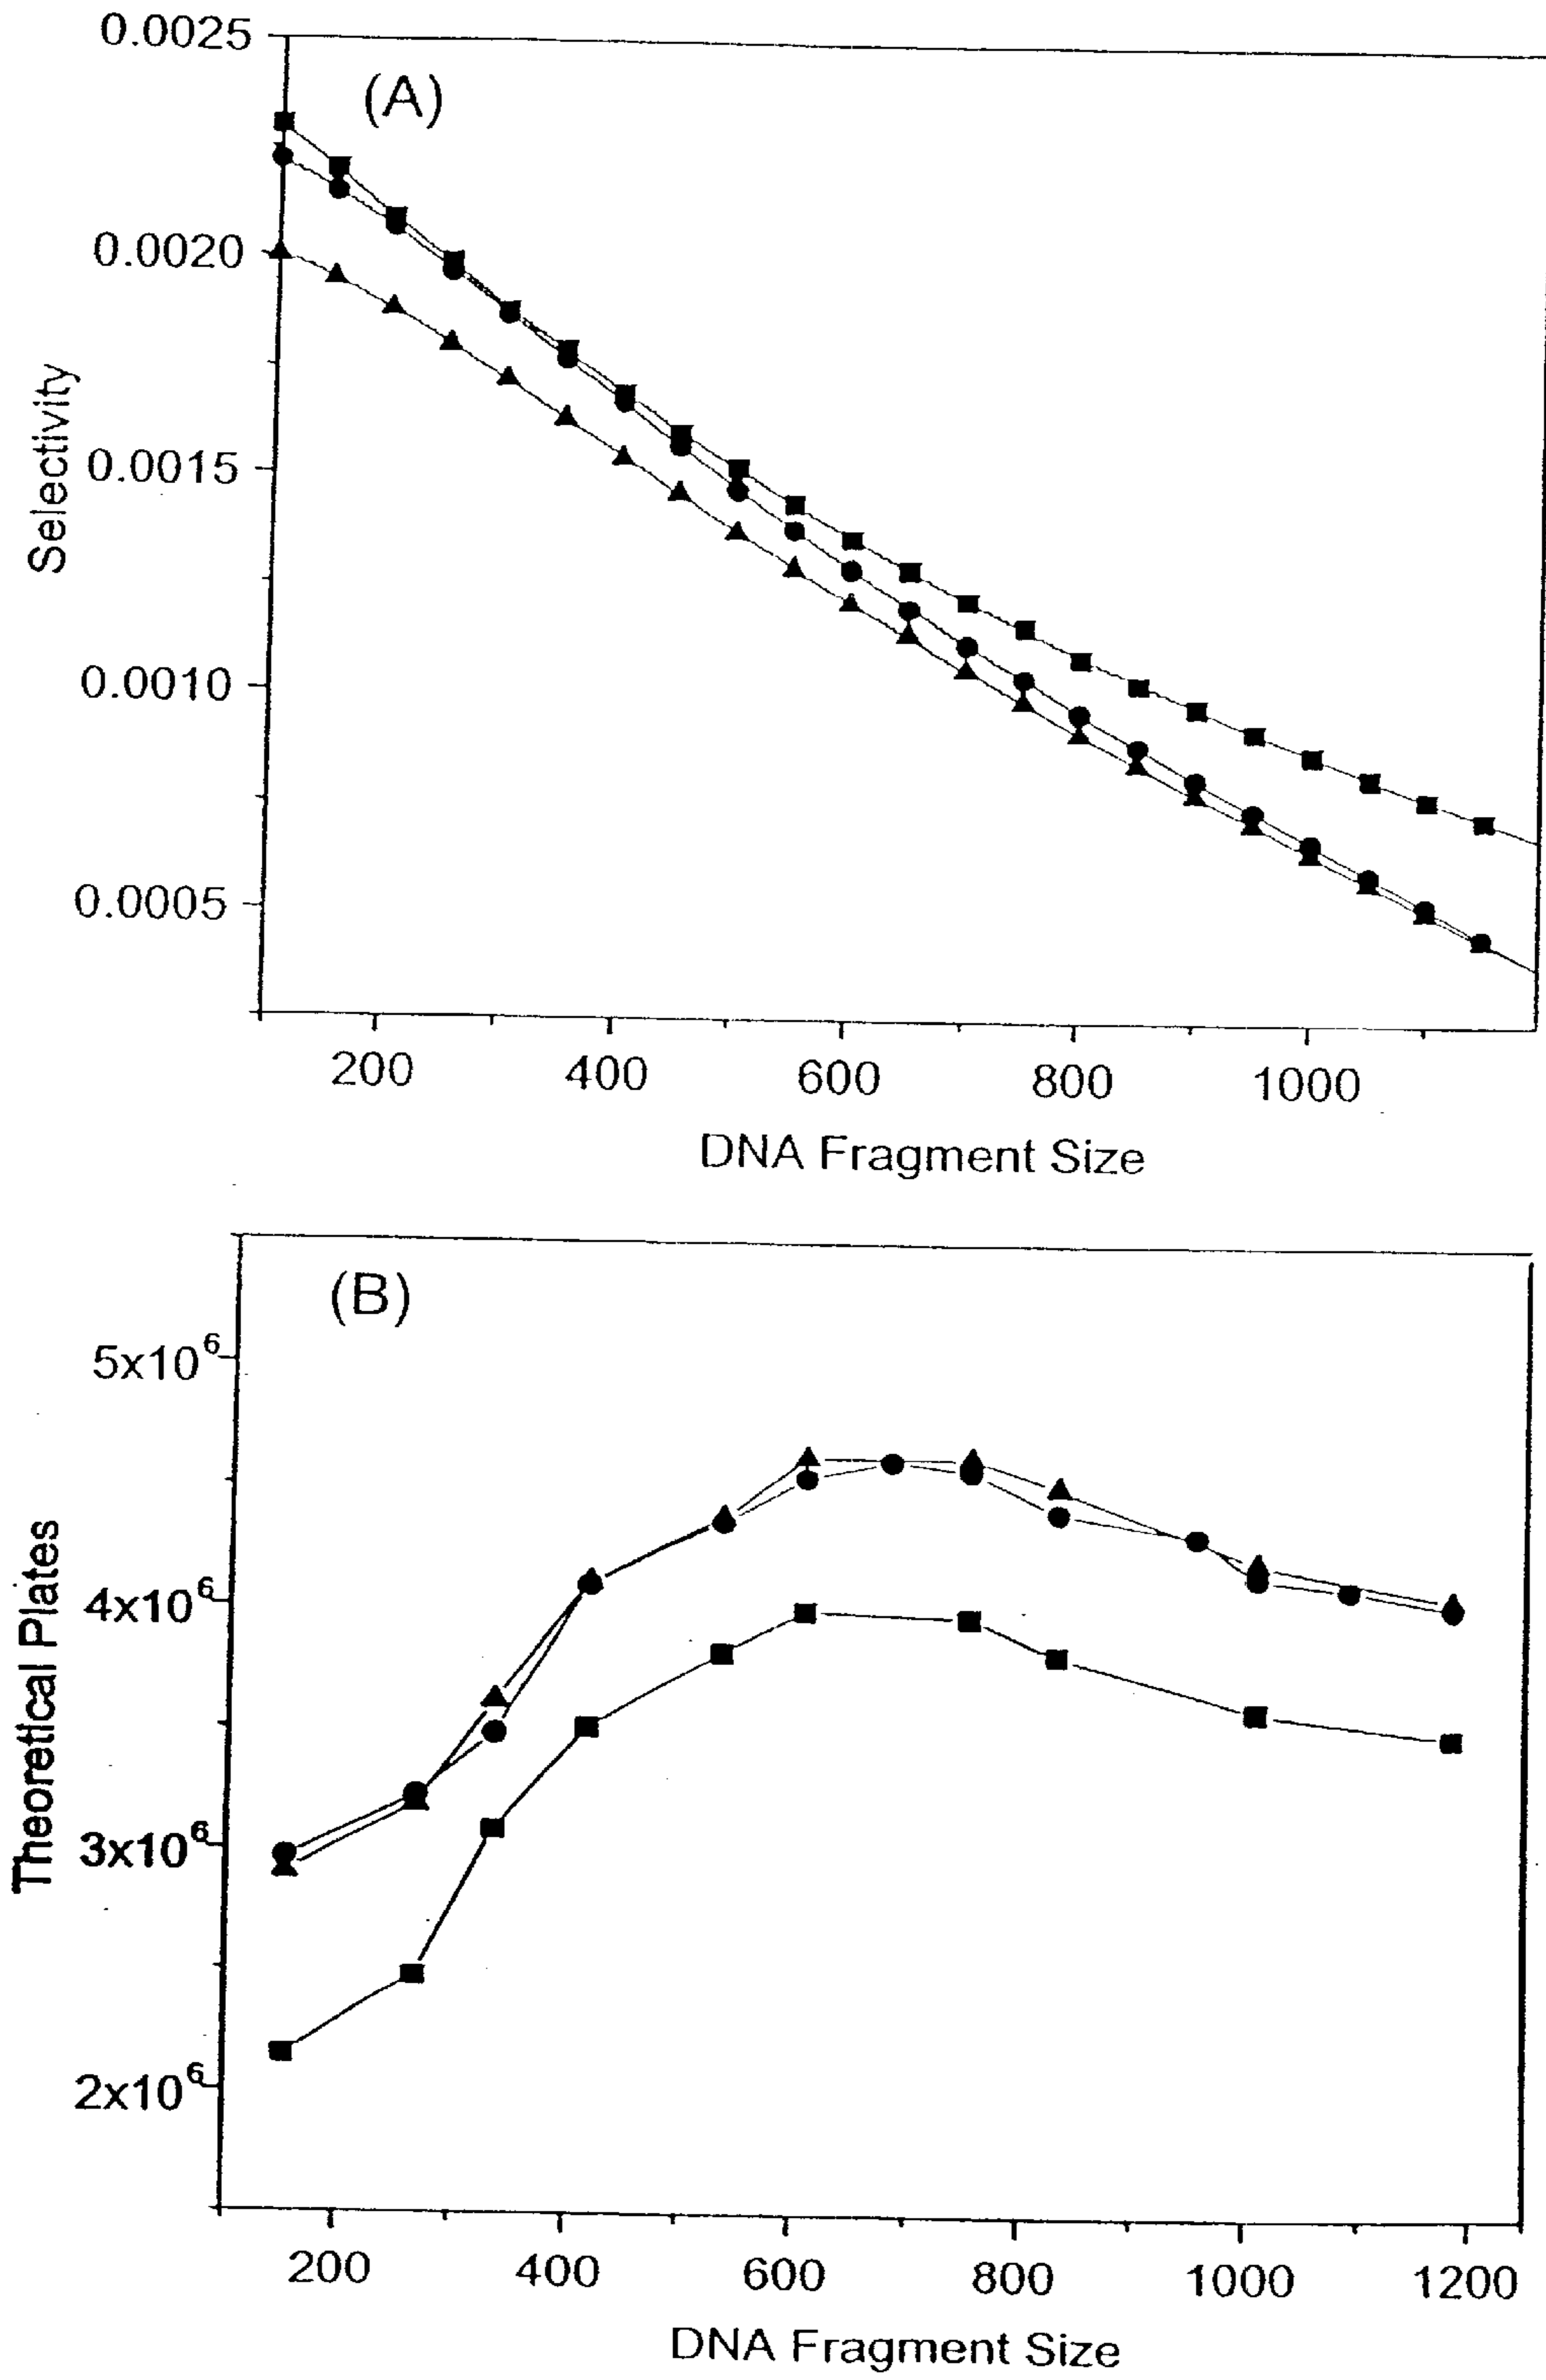 (A)
0.0025
0.0020
0.0015
0.0010
0.0005
Selectivity
200 400 600 800 1000
DNA Fragment Size
(B)
5x10⁶
4x10⁶
3x10⁶
2x10⁶
Theoretical Plates
200 400 600 800 1000 1200
DNA Fragment Size